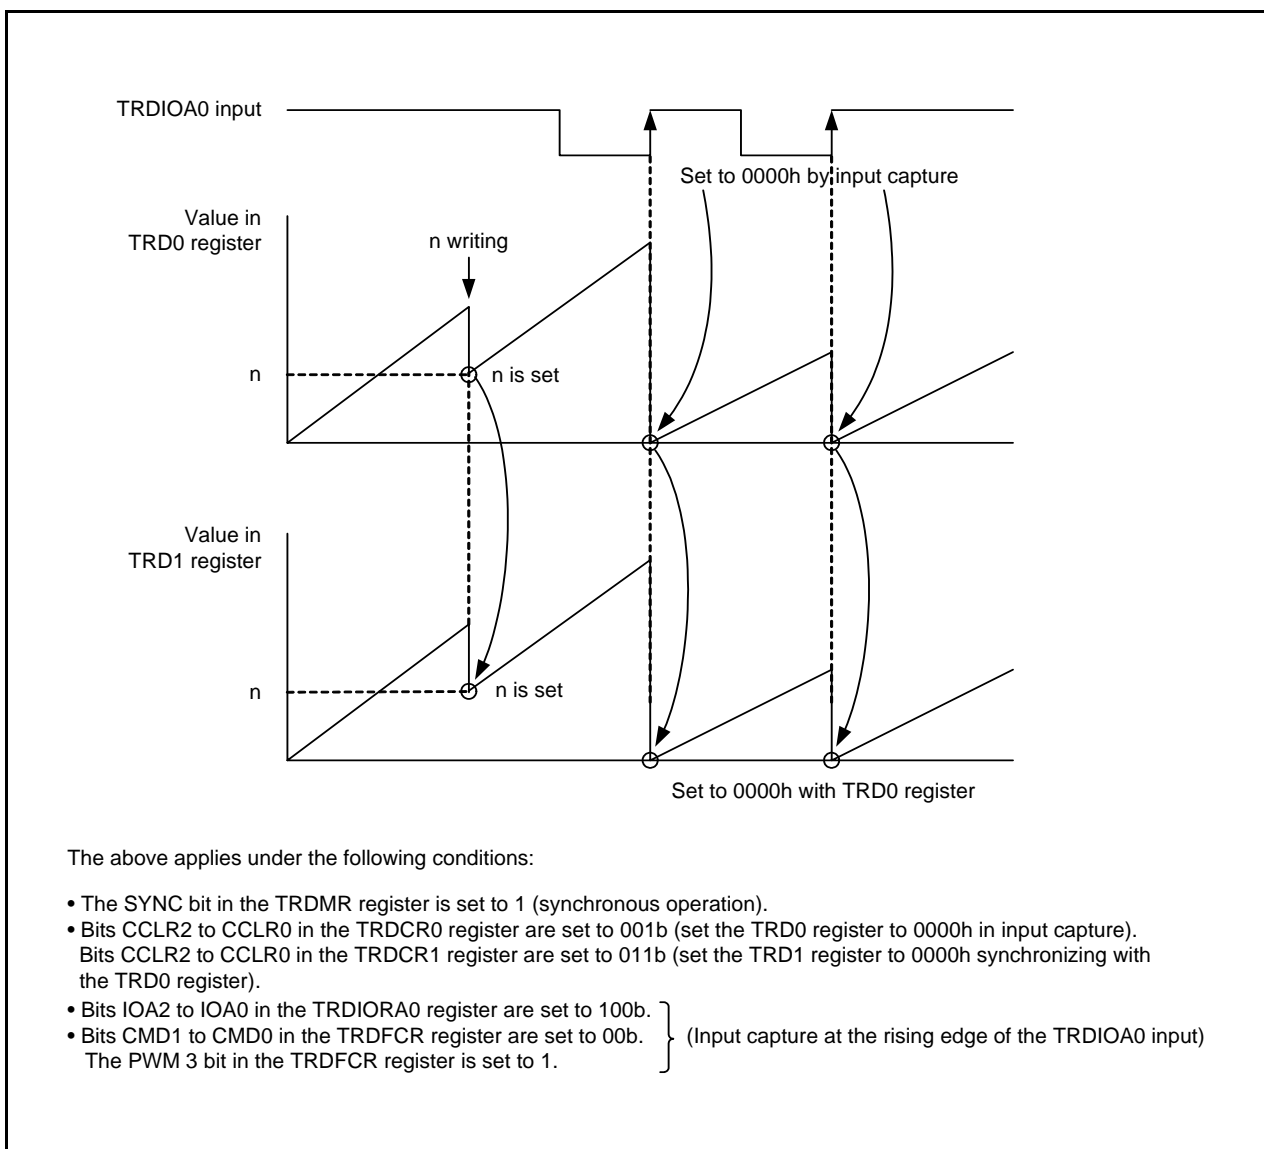 TRDIOA0 input
Set to 0000h by input capture
Value in
TRD0 register
n writing
n
n is set
Value in
TRD1 register
n
n is set
Set to 0000h with TRD0 register
The above applies under the following conditions:
• The SYNC bit in the TRDMR register is set to 1 (synchronous operation).
• Bits CCLR2 to CCLR0 in the TRDCR0 register are set to 001b (set the TRD0 register to 0000h in input capture).
Bits CCLR2 to CCLR0 in the TRDCR1 register are set to 011b (set the TRD1 register to 0000h synchronizing with
the TRD0 register).
• Bits IOA2 to IOA0 in the TRDIORA0 register are set to 100b.
• Bits CMD1 to CMD0 in the TRDFCR register are set to 00b.
(Input capture at the rising edge of the TRDIOA0 input)
The PWM 3 bit in the TRDFCR register is set to 1.